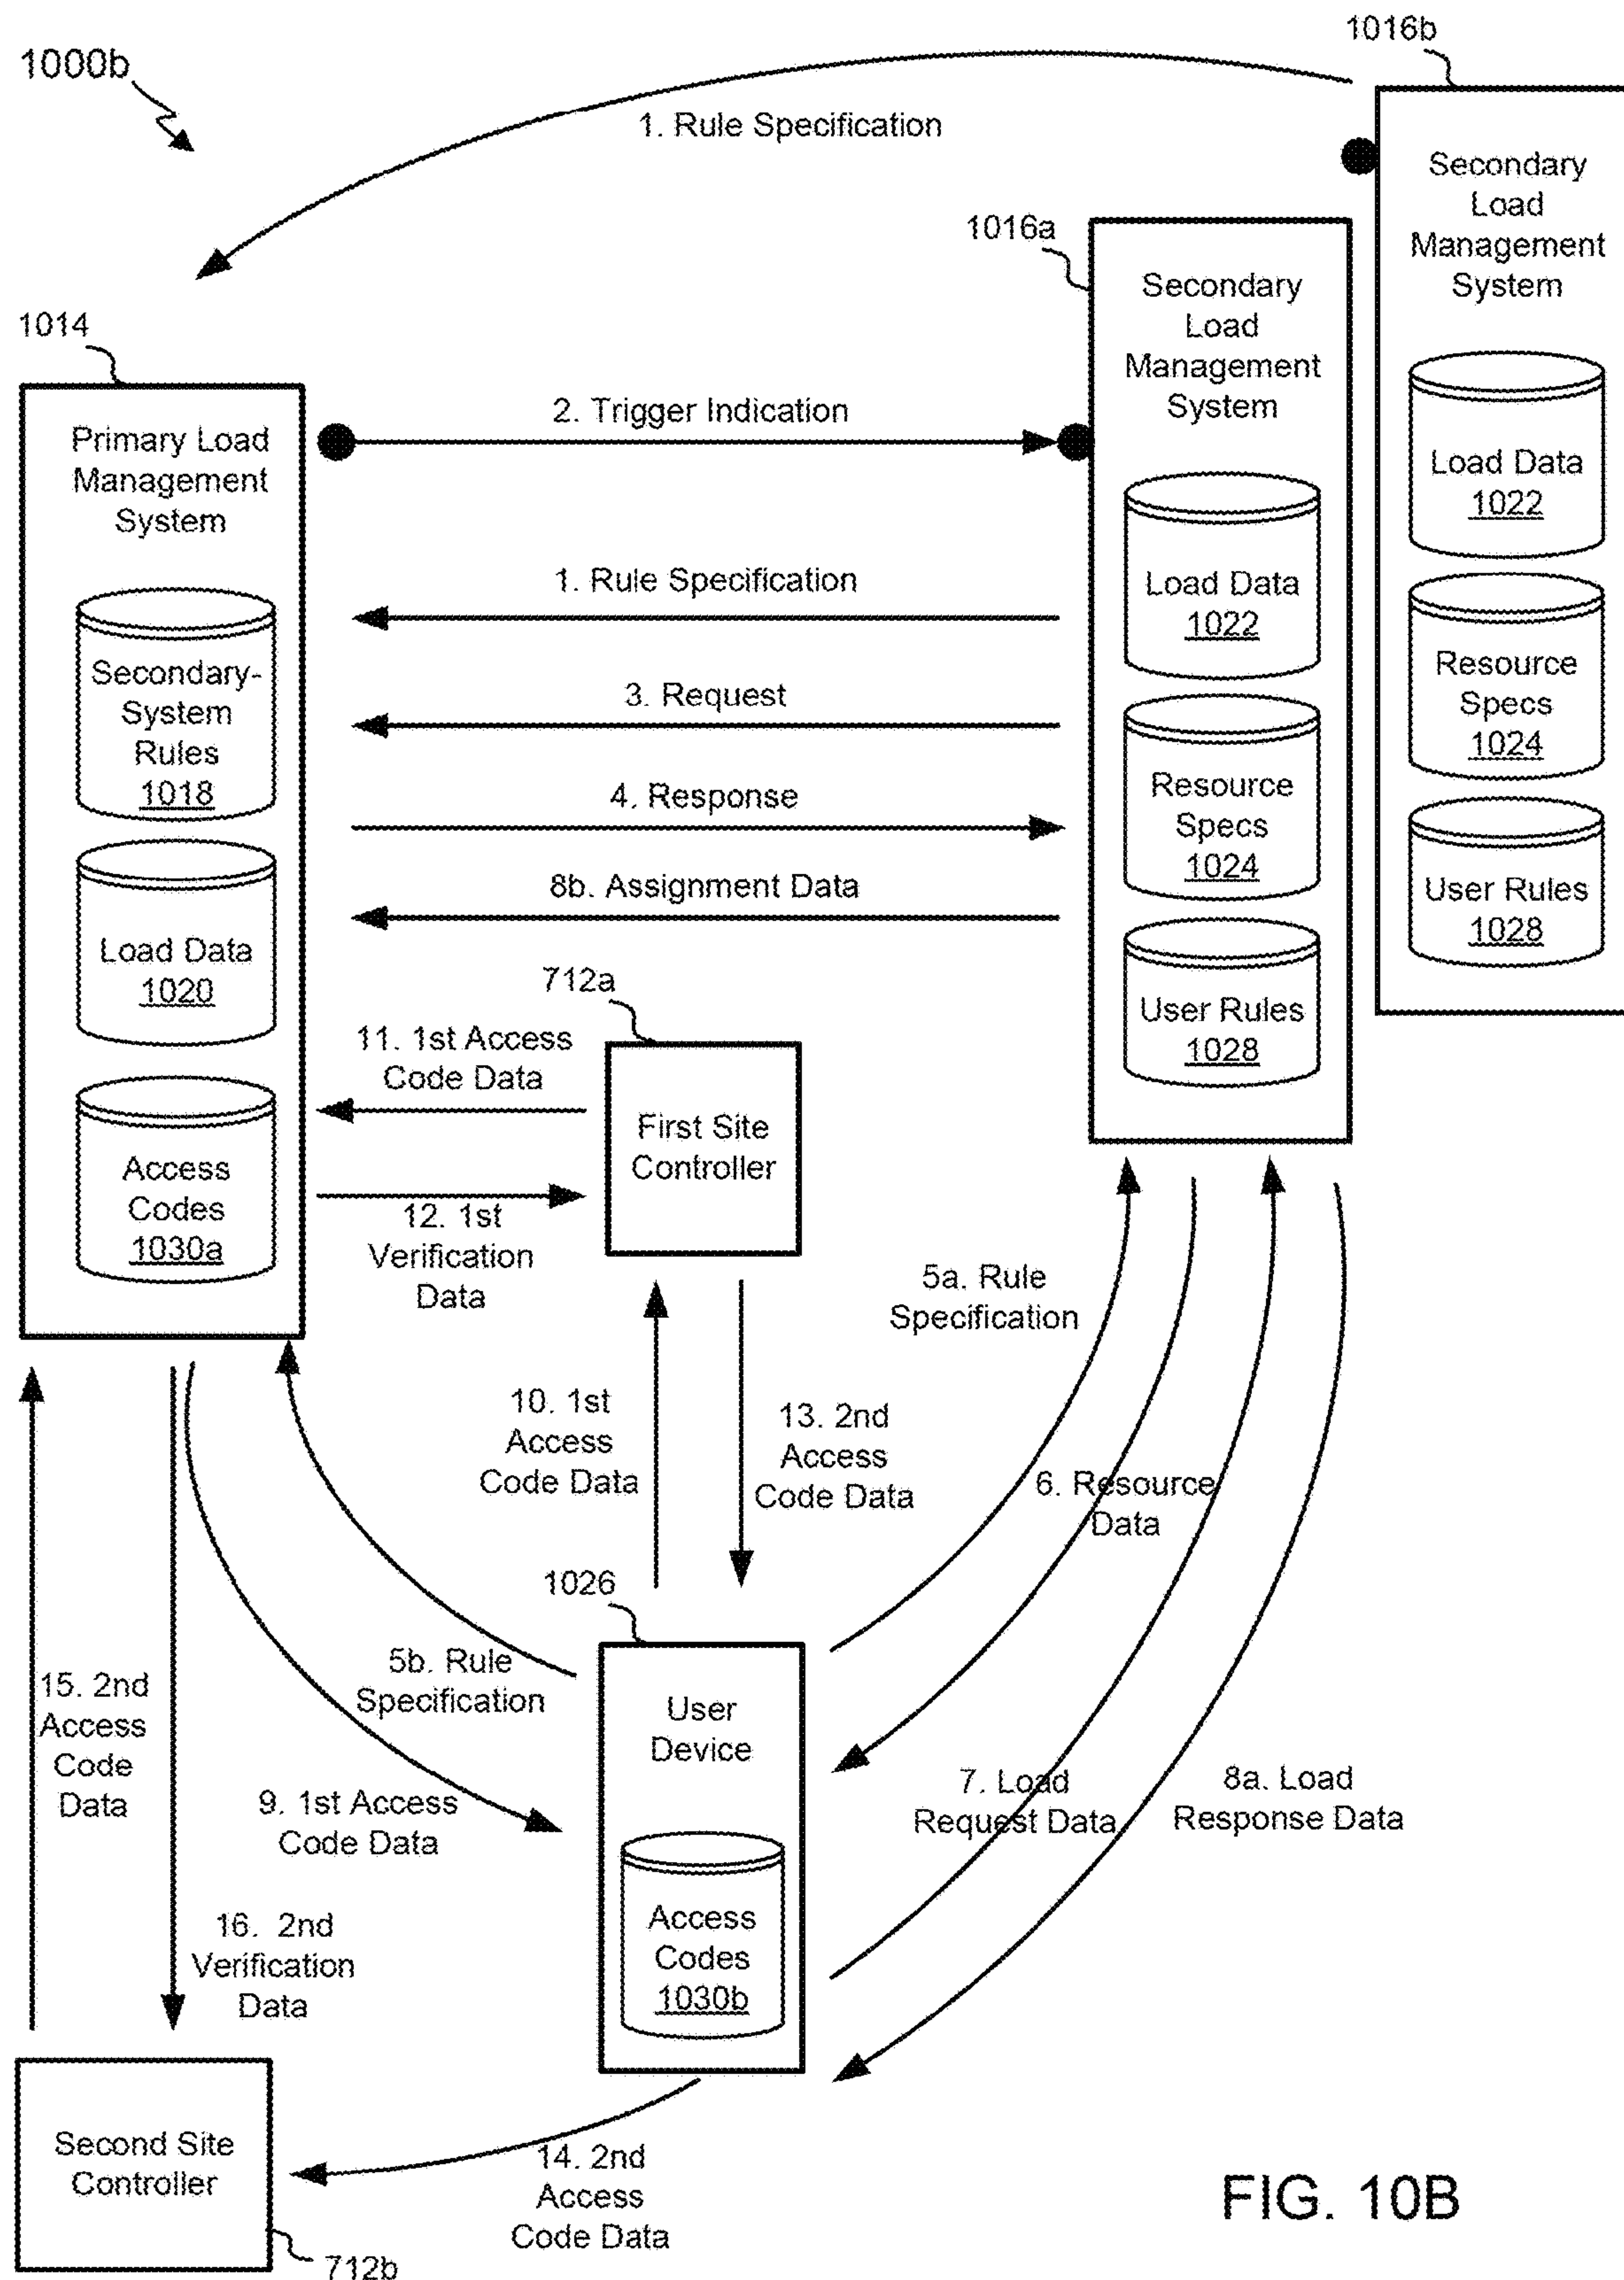 1000b
1016b
1. Rule Specification
Secondary
Load
Management
System
Load Data
1022
Resource
Specs
1024
User Rules
1028
1016a
Secondary
Load
Management
System
Load Data
1022
Resource
Specs
1024
User Rules
1028
1014
Primary Load
Management
System
Secondary-
System
Rules
1018
Load Data
1020
Access
Codes
1030a
2. Trigger Indication
1. Rule Specification
3. Request
4. Response
8b. Assignment Data
712a
11. 1st Access
Code Data
First Site
Controller
12. 1st
Verification
Data
5a. Rule
Specification
10. 1st
Access
Code Data
13. 2nd
Access
Code Data
6. Resource
Data
1026
5b. Rule
Specification
User
Device
Access
Codes
1030b
15. 2nd
Access
Code
Data
9. 1st Access
Code Data
7. Load
Request Data
8a. Load
Response Data
16. 2nd
Verification
Data
Second Site
Controller
712b
14. 2nd
Access
Code Data
FIG. 10B